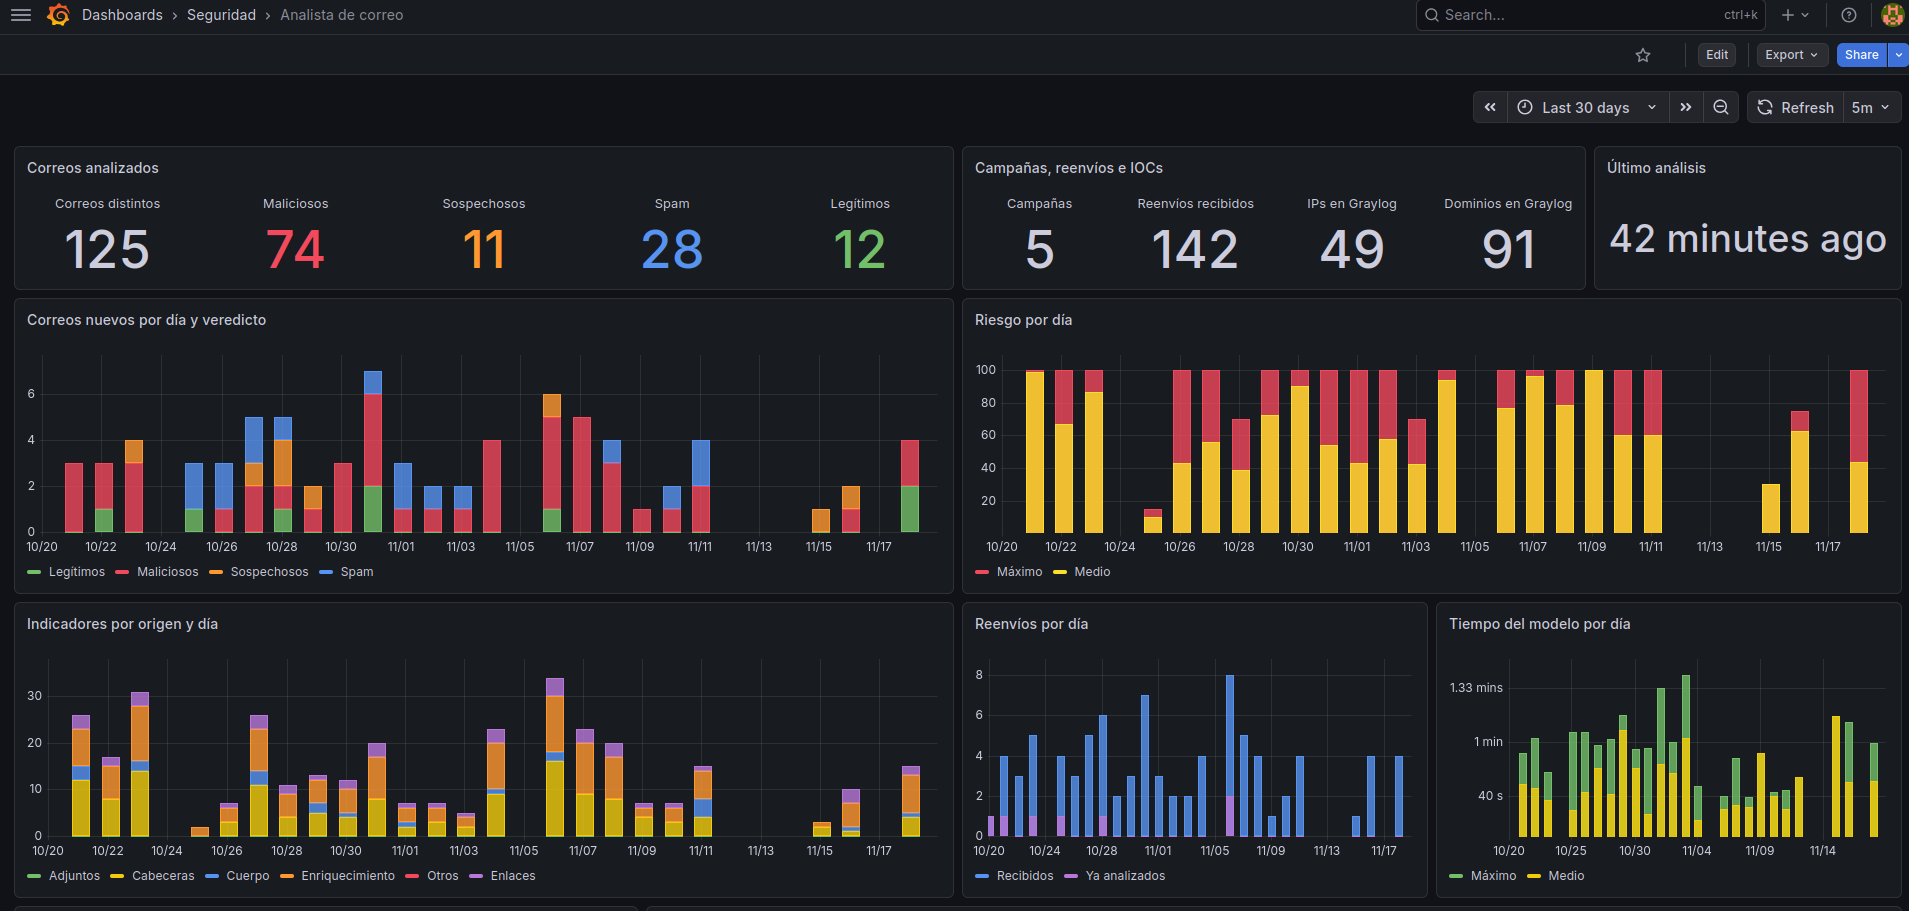 Dashboards › Seguridad › Analista de correo
Search... ctrl+k
Edit Export Share
Last 30 days Refresh 5m
Correos analizados
Correos distintos Maliciosos Sospechosos Spam Legítimos
125 74 11 28 12
Campañas, reenvíos e IOCs
Campañas Reenvíos recibidos IPs en Graylog Dominios en Graylog
5 142 49 91
Último análisis
42 minutes ago
Correos nuevos por día y veredicto
6
4
2
0
10/20 10/22 10/24 10/26 10/28 10/30 11/01 11/03 11/05 11/07 11/09 11/11 11/13 11/15 11/17
Legítimos Maliciosos Sospechosos Spam
Riesgo por día
100
80
60
40
20
10/20 10/22 10/24 10/26 10/28 10/30 11/01 11/03 11/05 11/07 11/09 11/11 11/13 11/15 11/17
Máximo Medio
Indicadores por origen y día
30
20
10
0
10/20 10/22 10/24 10/26 10/28 10/30 11/01 11/03 11/05 11/07 11/09 11/11 11/13 11/15 11/17
Adjuntos Cabeceras Cuerpo Enriquecimiento Otros Enlaces
Reenvíos por día
8
6
4
2
0
10/20 10/24 10/28 11/01 11/05 11/09 11/13 11/17
Recibidos Ya analizados
Tiempo del modelo por día
1.33 mins
1 min
40 s
10/20 10/25 10/30 11/04 11/09 11/14
Máximo Medio